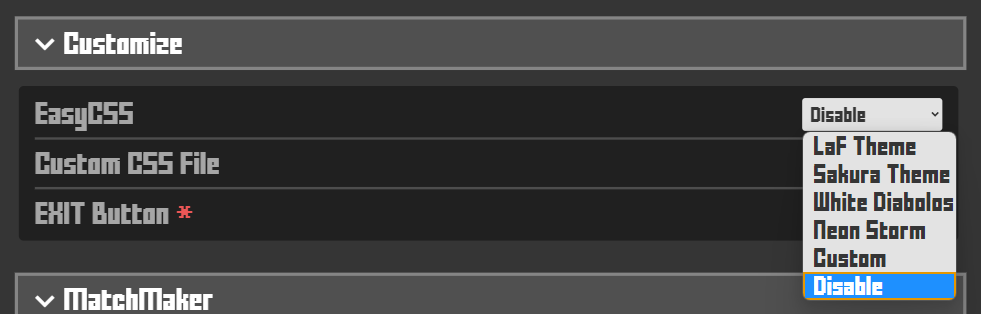 Customize
EasyCSS
Disable
Custom CSS File
EXIT Button *
LaF Theme
Sakura Theme
White Diabolos
Neon Storm
Custom
Disable
MatchMaker